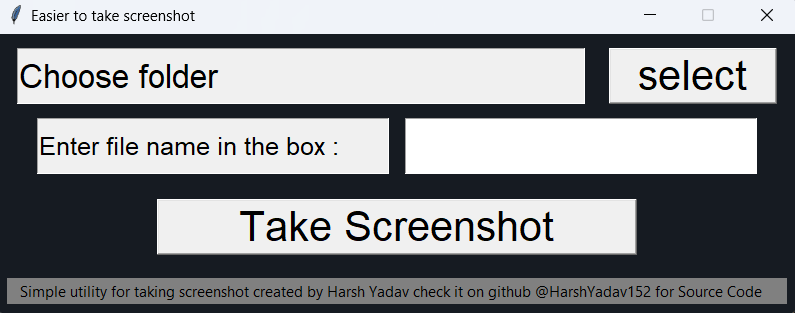 Easier to take screenshot
Choose folder
select
Enter file name in the box :
Take Screenshot
Simple utility for taking screenshot created by Harsh Yadav check it on github @HarshYadav152 for Source Code